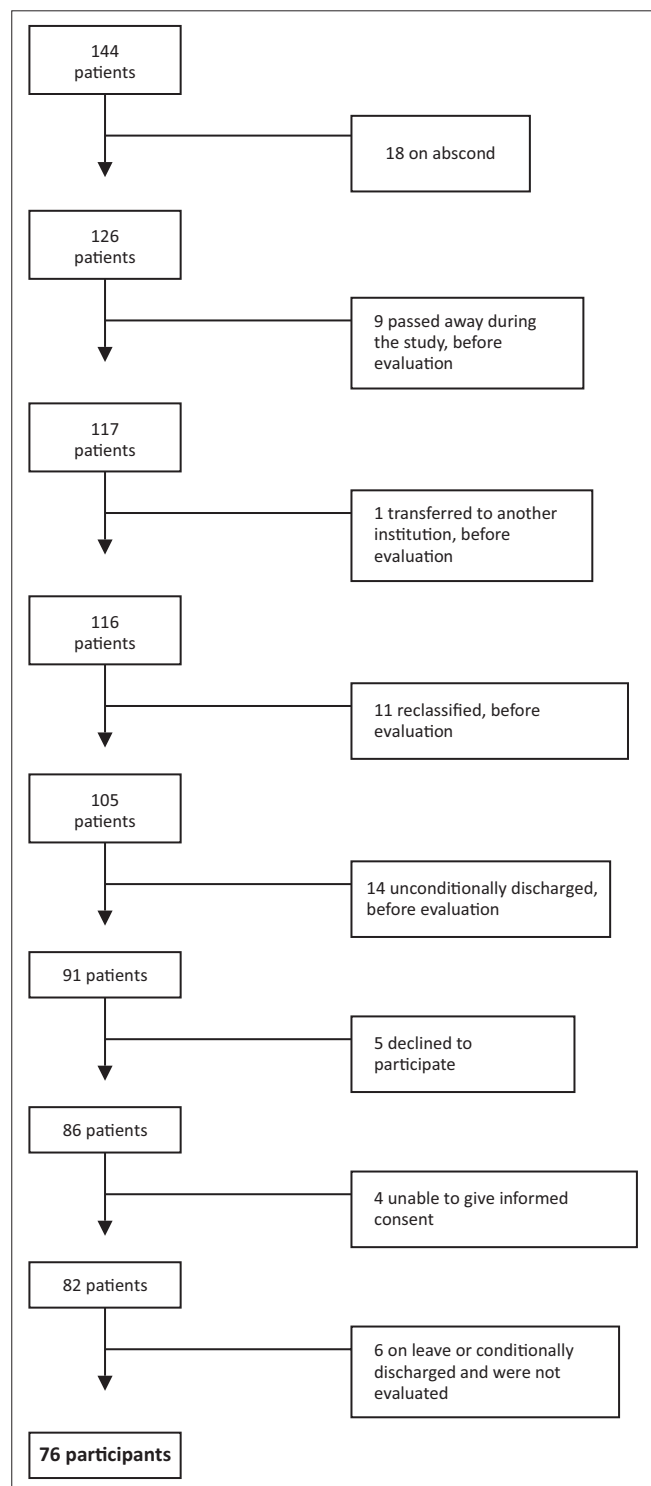 144
patients
18 on abscond
126
patients
9 passed away during
the study, before
evaluation
117
patients
1 transferred to another
institution, before
evaluation
116
patients
11 reclassified, before
evaluation
105
patients
14 unconditionally discharged,
before evaluation
91 patients
5 declined to
participate
86 patients
4 unable to give informed
consent
82 patients
6 on leave or conditionally
discharged and were not
evaluated
76 participants